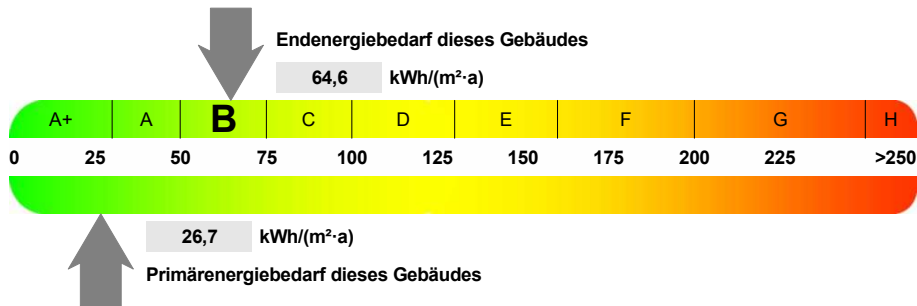 Endenergiebedarf dieses Gebäudes
64,6 kWh/(m²·a)
A+ A B C D E F G H
0 25 50 75 100 125 150 175 200 225 >250
26,7 kWh/(m²·a)
Primärenergiebedarf dieses Gebäudes